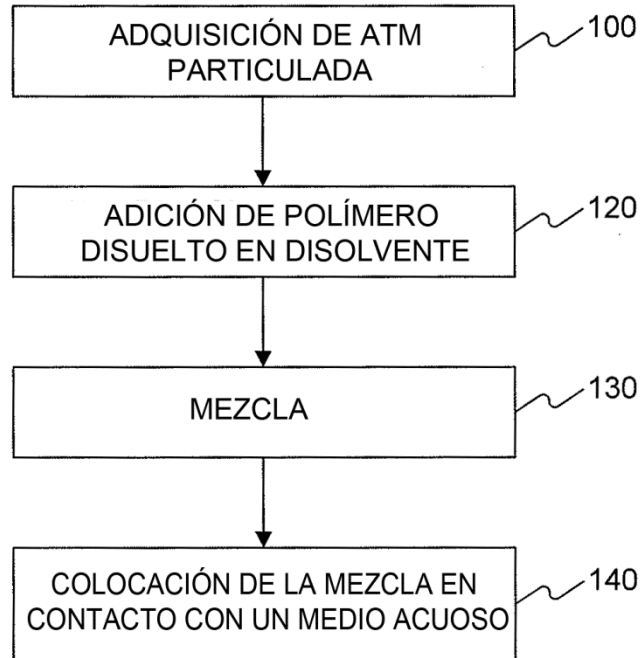 ADQUISICIÓN DE ATM
PARTICULADA
100
ADICIÓN DE POLÍMERO
DISUELTO EN DISOLVENTE
120
MEZCLA
130
COLOCACIÓN DE LA MEZCLA EN
CONTACTO CON UN MEDIO ACUOSO
140